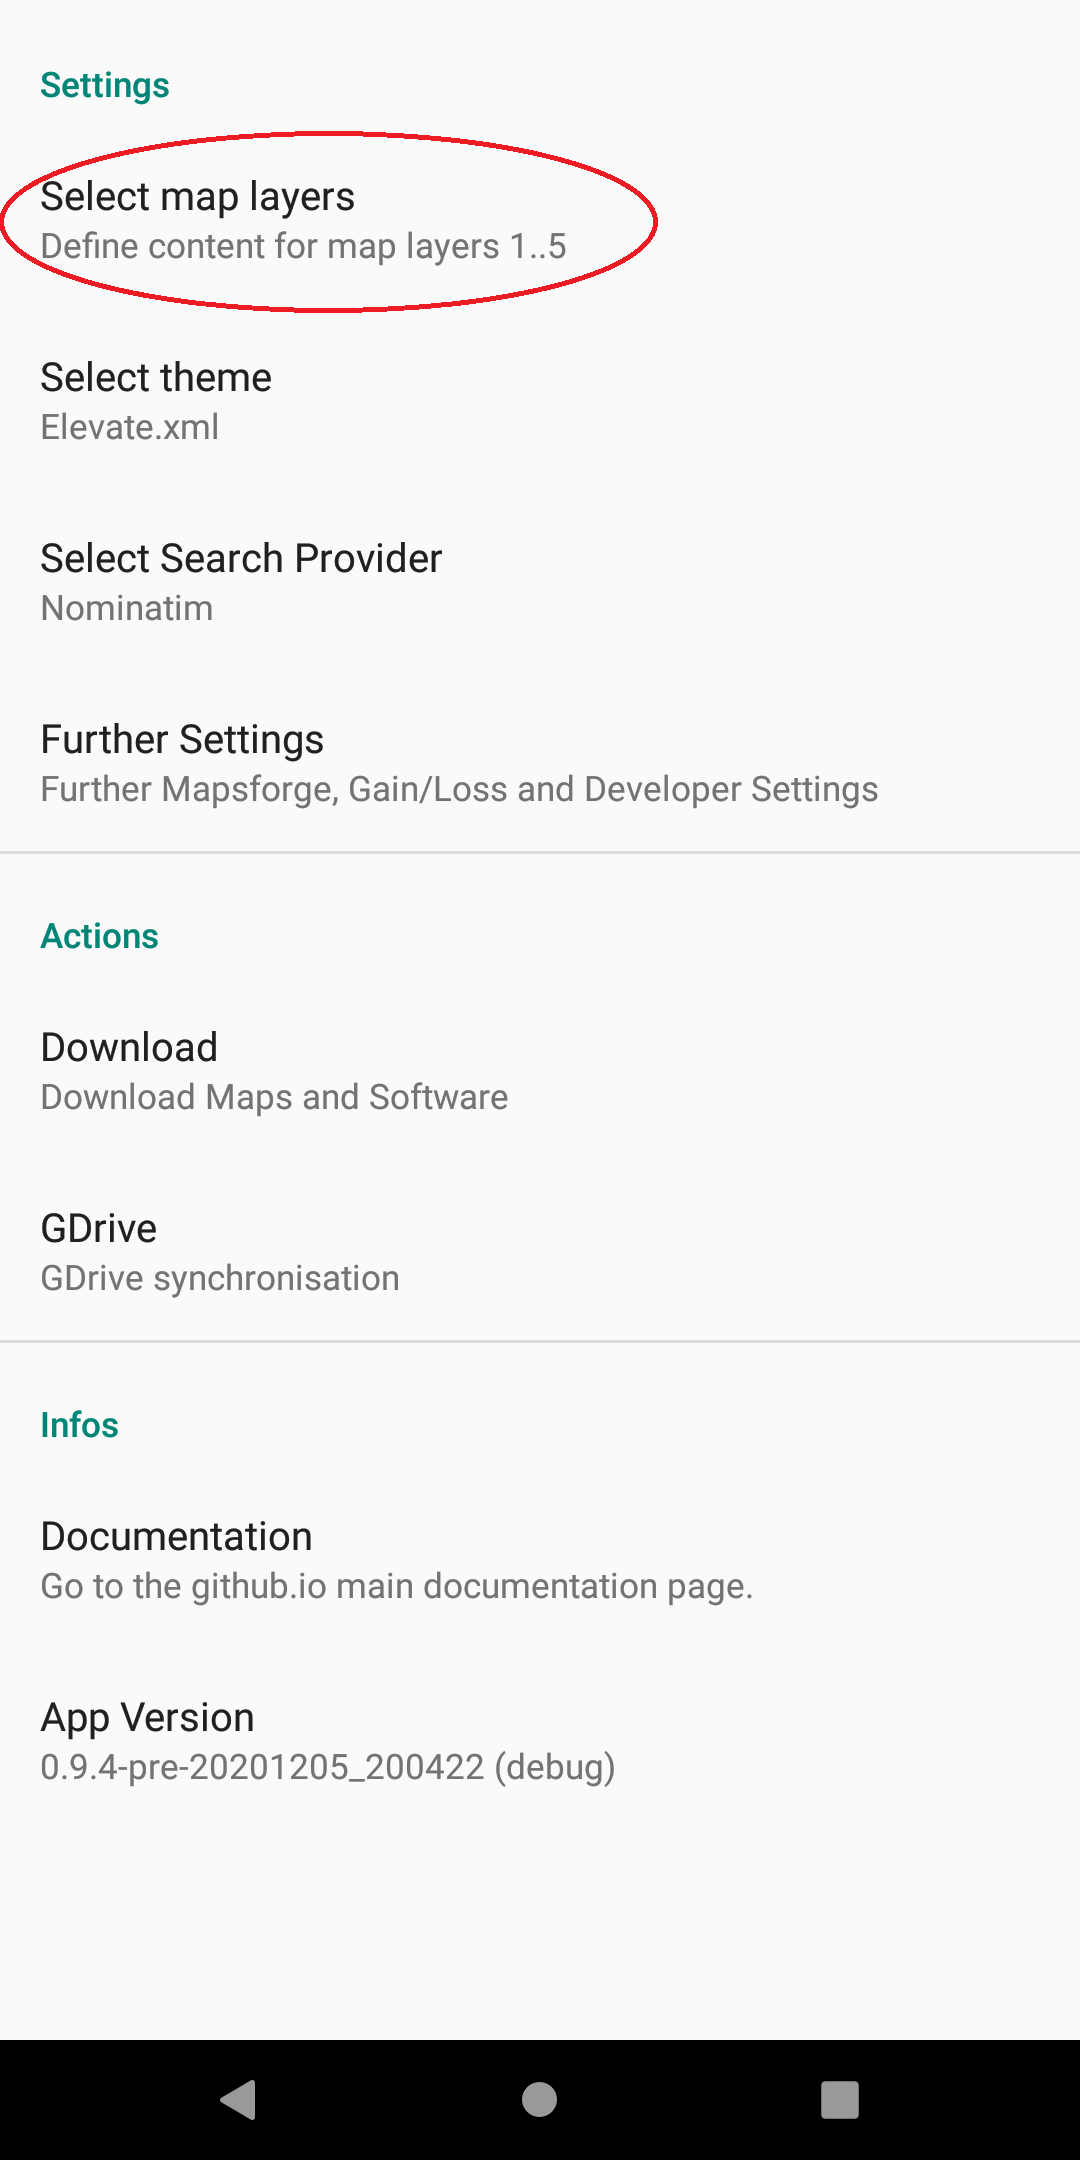 Settings
Select map layers
Define content for map layers 1..5
Select theme
Elevate.xml
Select Search Provider
Nominatim
Further Settings
Further Mapsforge, Gain/Loss and Developer Settings
Actions
Download
Download Maps and Software
GDrive
GDrive synchronisation
Infos
Documentation
Go to the github.io main documentation page.
App Version
0.9.4-pre-20201205_200422 (debug)